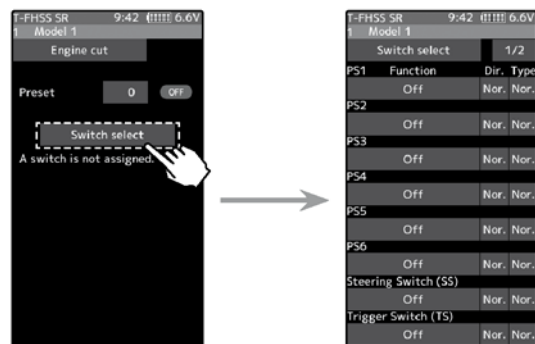 T-FHSS SR 9:42 6.6V
1 Model 1
Engine cut
Preset 0 OFF
Switch select
A switch is not assigned.
T-FHSS SR 9:42 6.6V
1 Model 1
Switch select 1/2
PS1 Function Dir. Type
Off Nor. Nor.
PS2
Off Nor. Nor.
PS3
Off Nor. Nor.
PS4
Off Nor. Nor.
PS5
Off Nor. Nor.
PS6
Off Nor. Nor.
Steering Switch (SS)
Off Nor. Nor.
Trigger Switch (TS)
Off Nor. Nor.